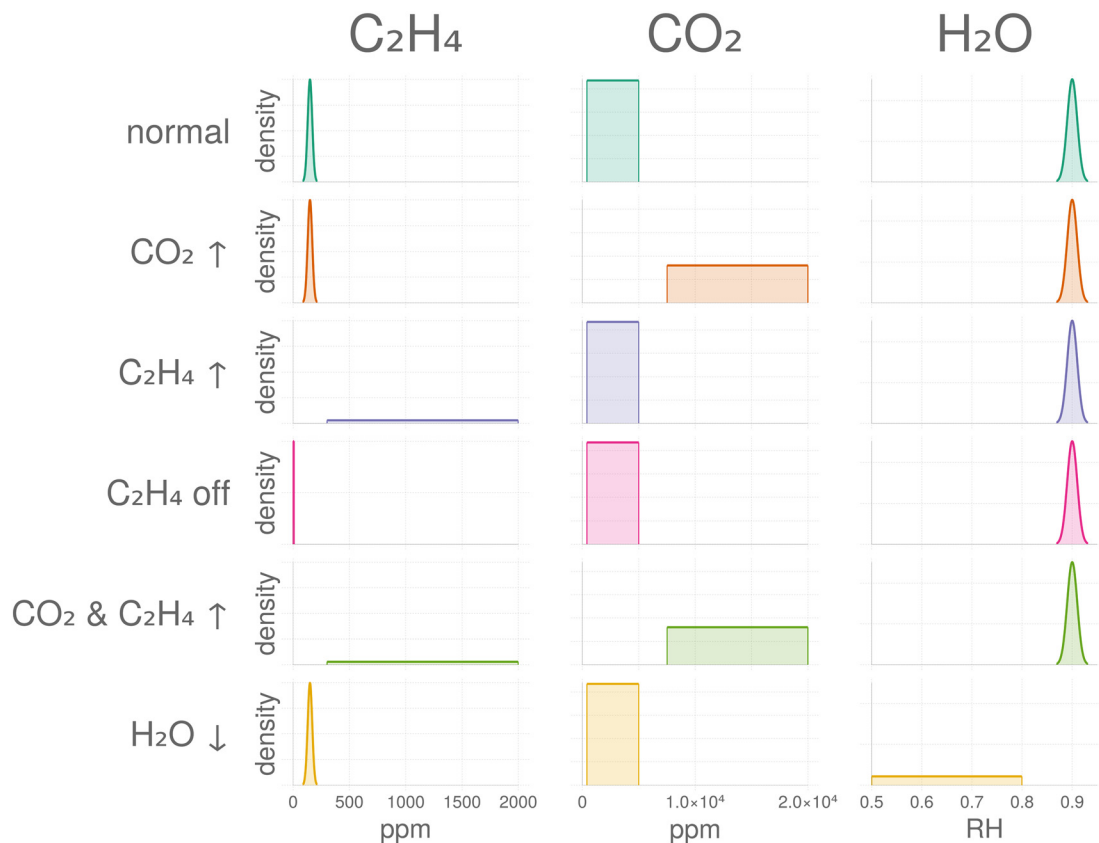 C₂H₄ CO₂ H₂O
normal density
CO₂ ↑ density
C₂H₄ ↑ density
C₂H₄ off density
CO₂ & C₂H₄ ↑ density
H₂O ↓ density
0 500 1000 1500 2000 0 1.0×10⁴ 2.0×10⁴ 0.5 0.6 0.7 0.8 0.9
ppm ppm RH